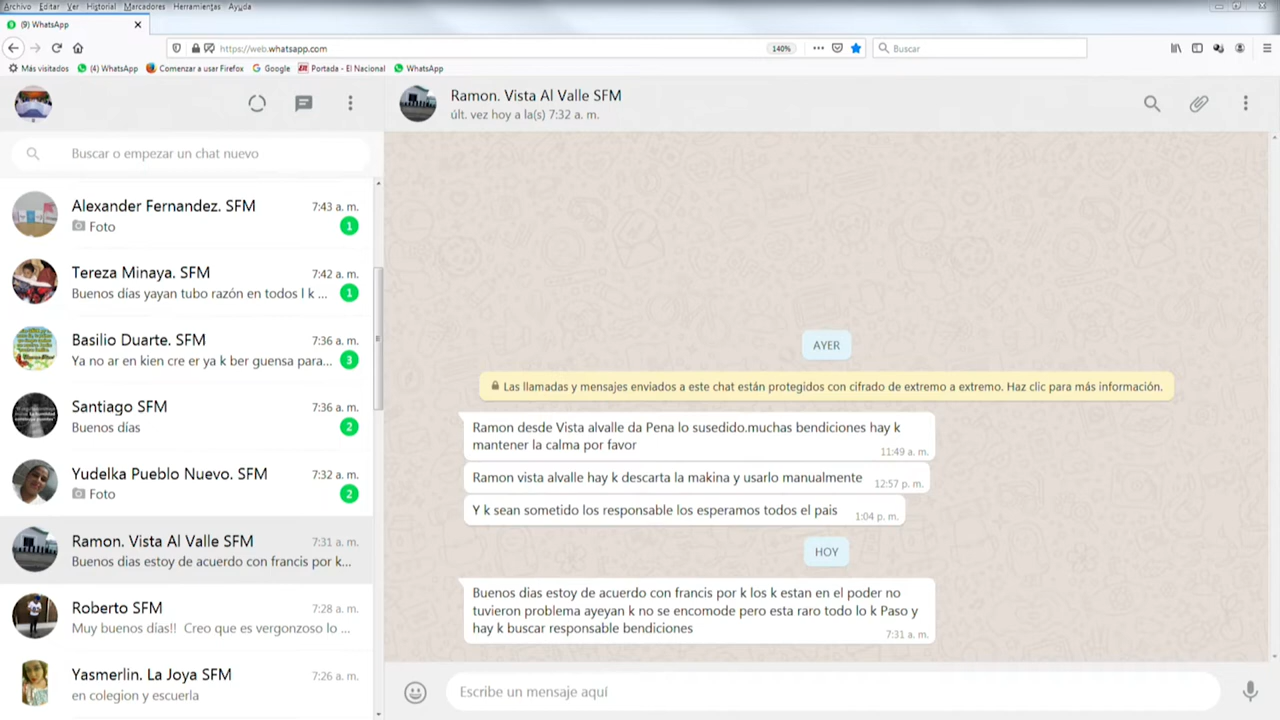 Archivo Editar Ver Historial Marcadores Herramientas Ayuda
(9) WhatsApp
https://web.whatsapp.com
140%
Buscar
Más visitados (4) WhatsApp Comenzar a usar Firefox Google Portada - El Nacional WhatsApp
Buscar o empezar un chat nuevo
Alexander Fernandez. SFM 7:43 a. m.
Foto 1
Tereza Minaya. SFM 7:42 a. m.
Buenos días yayan tubo razón en todos l k ... 1
Basilio Duarte. SFM 7:36 a. m.
Ya no ar en kien cre er ya k ber guensa para... 3
Santiago SFM 7:36 a. m.
Buenos días 2
Yudelka Pueblo Nuevo. SFM 7:32 a. m.
Foto 2
Ramon. Vista Al Valle SFM 7:31 a. m.
Buenos dias estoy de acuerdo con francis por k...
Roberto SFM 7:28 a. m.
Muy buenos días!! Creo que es vergonzoso lo ...
Yasmerlin. La Joya SFM 7:26 a. m.
en colegion y escuerla
Ramon. Vista Al Valle SFM
últ. vez hoy a la(s) 7:32 a. m.
AYER
Las llamadas y mensajes enviados a este chat están protegidos con cifrado de extremo a extremo. Haz clic para más información.
Ramon desde Vista alvalle da Pena lo susedido.muchas bendiciones hay k
mantener la calma por favor
11:49 a. m.
Ramon vista alvalle hay k descarta la makina y usarlo manualmente 12:57 p. m.
Y k sean sometido los responsable los esperamos todos el pais 1:04 p. m.
HOY
Buenos dias estoy de acuerdo con francis por k los k estan en el poder no
tuvieron problema ayeyan k no se encomode pero esta raro todo lo k Paso y
hay k buscar responsable bendiciones
7:31 a. m.
Escribe un mensaje aquí